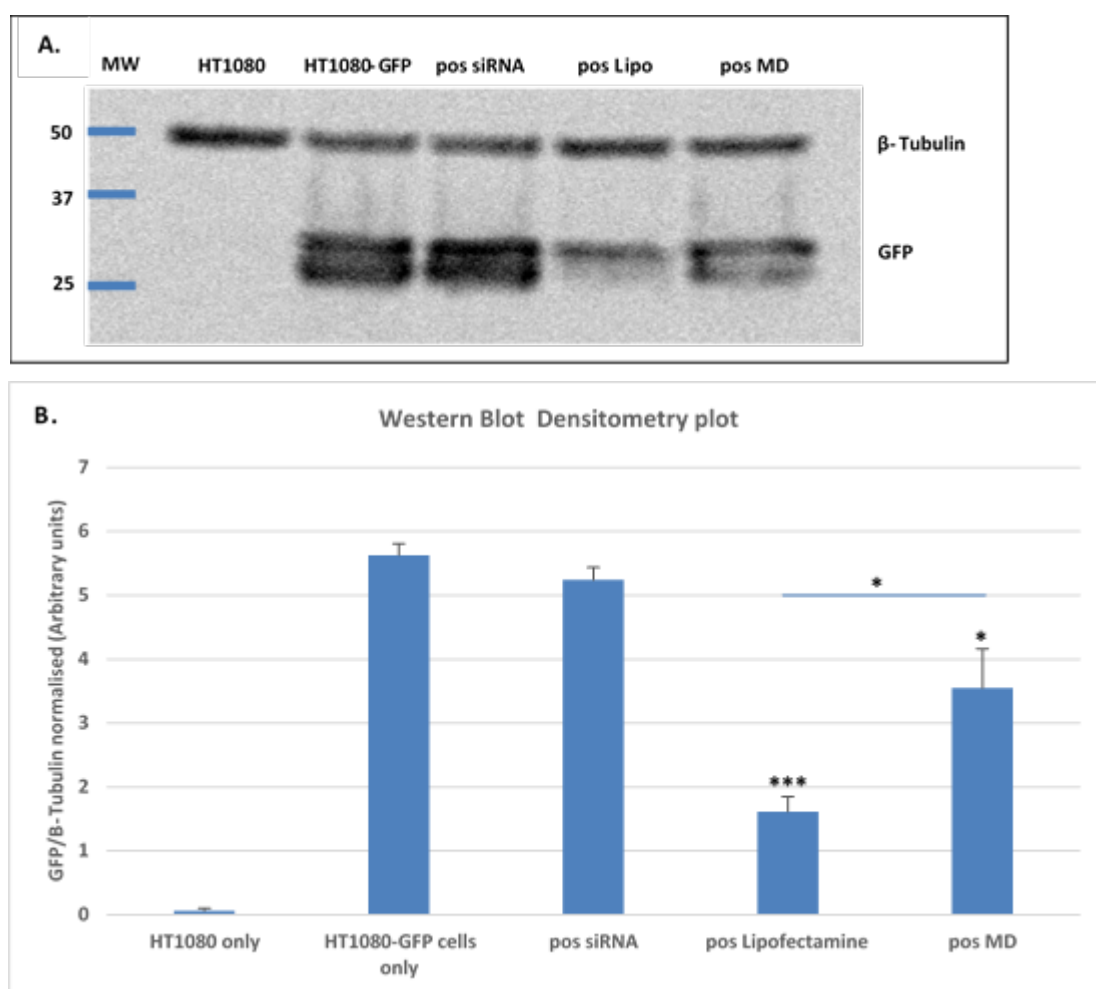 A.
MW HT1080 HT1080-GFP pos siRNA pos Lipo pos MD
50
β-Tubulin
37
GFP
25
B.
Western Blot Densitometry plot
GFP/B-Tubulin normalised (Arbitrary units)
7
6
5
*
4
*
3
2
***
1
0
HT1080 only HT1080-GFP cells only pos siRNA pos Lipofectamine pos MD